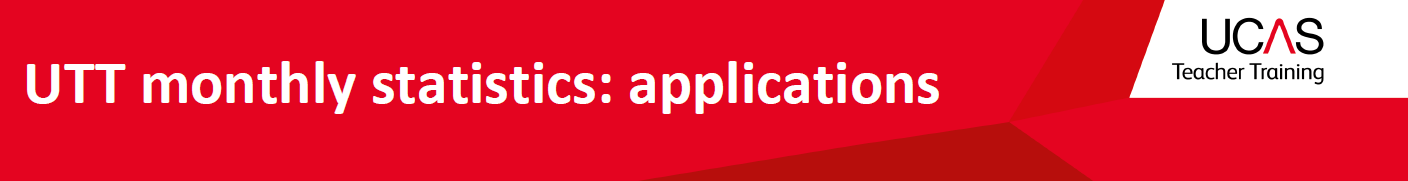 UTT monthly statistics: applications
UCAS
Teacher Training